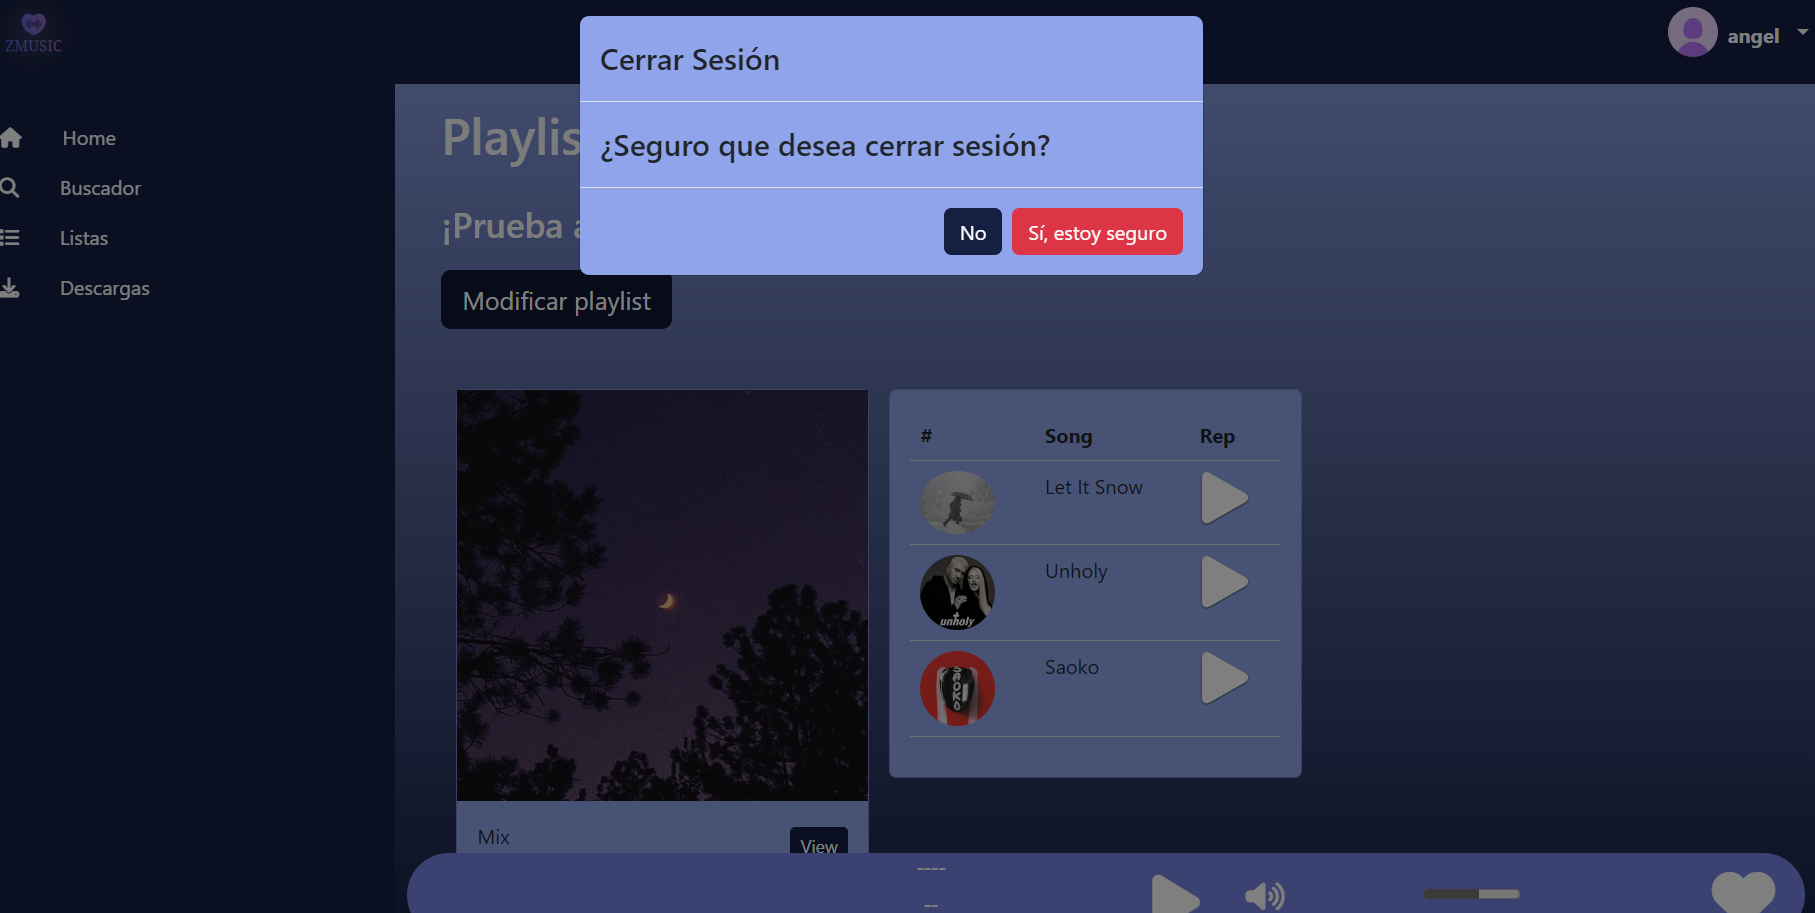 ZMUSIC
angel
Cerrar Sesión
¿Seguro que desea cerrar sesión?
No
Sí, estoy seguro
Home
Buscador
Listas
Descargas
Playlis
¡Prueba
Modificar playlist
# Song Rep
Let It Snow
Unholy
unholy
Saoko
SAOKO
Mix
View
----
--